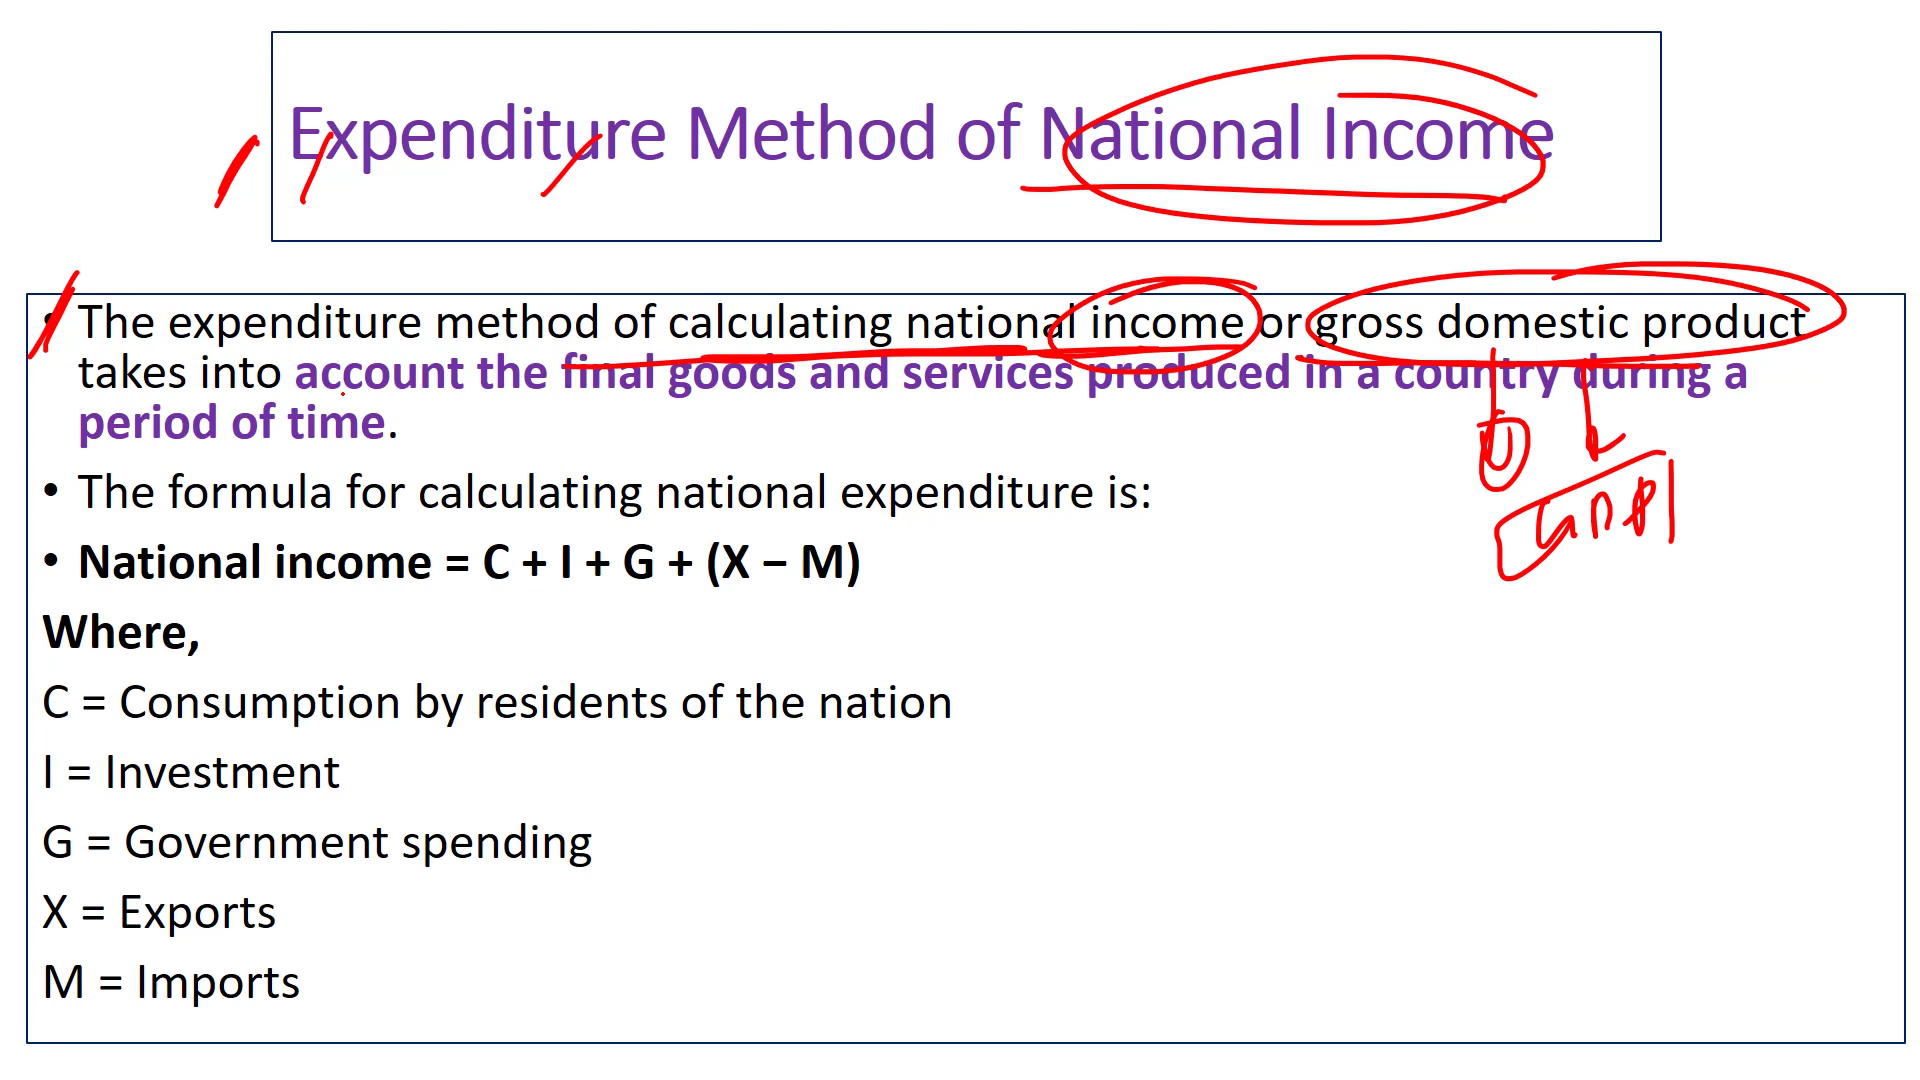 Expenditure Method of National Income
• The expenditure method of calculating national income or gross domestic product
takes into account the final goods and services produced in a country during a
period of time.
• The formula for calculating national expenditure is:
• National income = C + I + G + (X – M)
Where,
C = Consumption by residents of the nation
I = Investment
G = Government spending
X = Exports
M = Imports